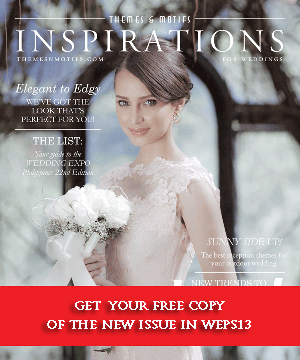 THEMES & MOTIFS
INSPIRATIONS
THEMESNMOTIFS.COM
FOR WEDDINGS
Elegant to Edgy
WE'VE GOT THE
LOOK THAT'S
PERFECT FOR YOU!
THE LIST:
Your guide to the
WEDDING EXPO
Philippines 22nd Edition
SUNNY SIDE UP!
The best reception themes for
your outdoor wedding
NEW TRENDS TO
GET YOUR FREE COPY
OF THE NEW ISSUE IN WEPS13